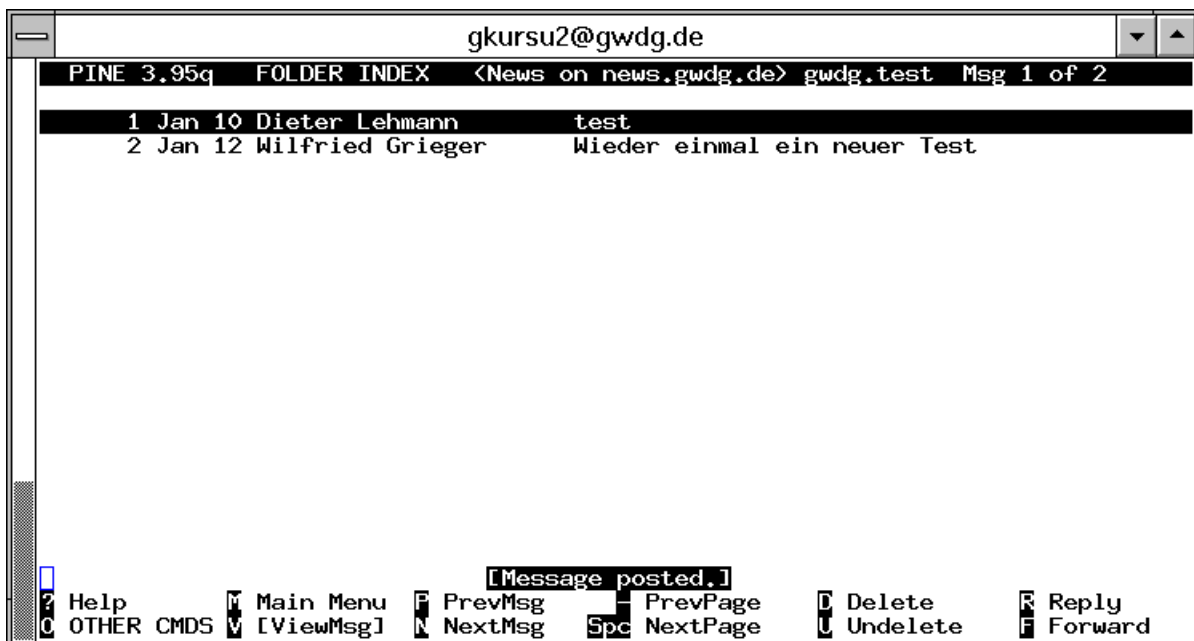 gkursu2@gwdg.de
PINE 3.95q FOLDER INDEX <News on news.gwdg.de> gwdg.test Msg 1 of 2
1 Jan 10 Dieter Lehmann test
2 Jan 12 Wilfried Grieger Wieder einmal ein neuer Test
[Message posted.]
? Help M Main Menu P PrevMsg - PrevPage D Delete R Reply
O OTHER CMDS V [ViewMsg] N NextMsg Spc NextPage U Undelete F Forward